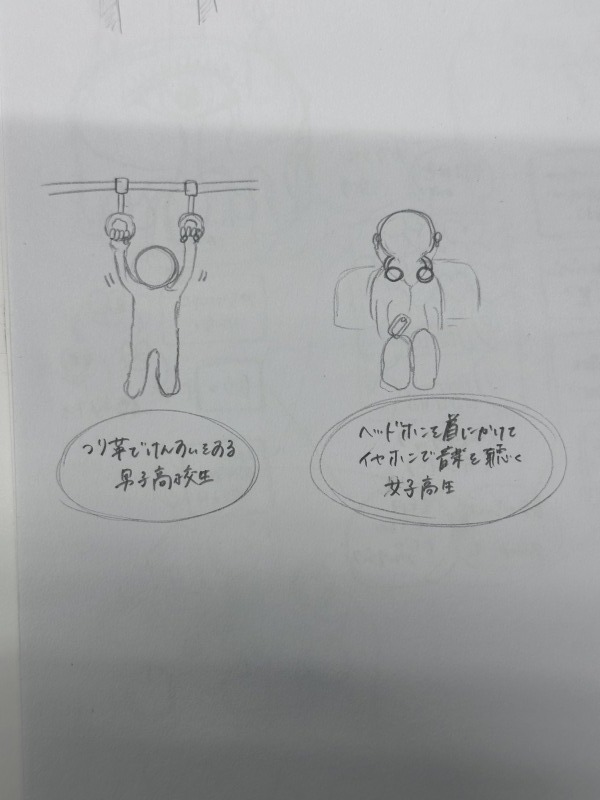 つり革でけんすいをする
男子高校生
ヘッドホンを首にかけて
イヤホンで音楽を聴く
女子高生